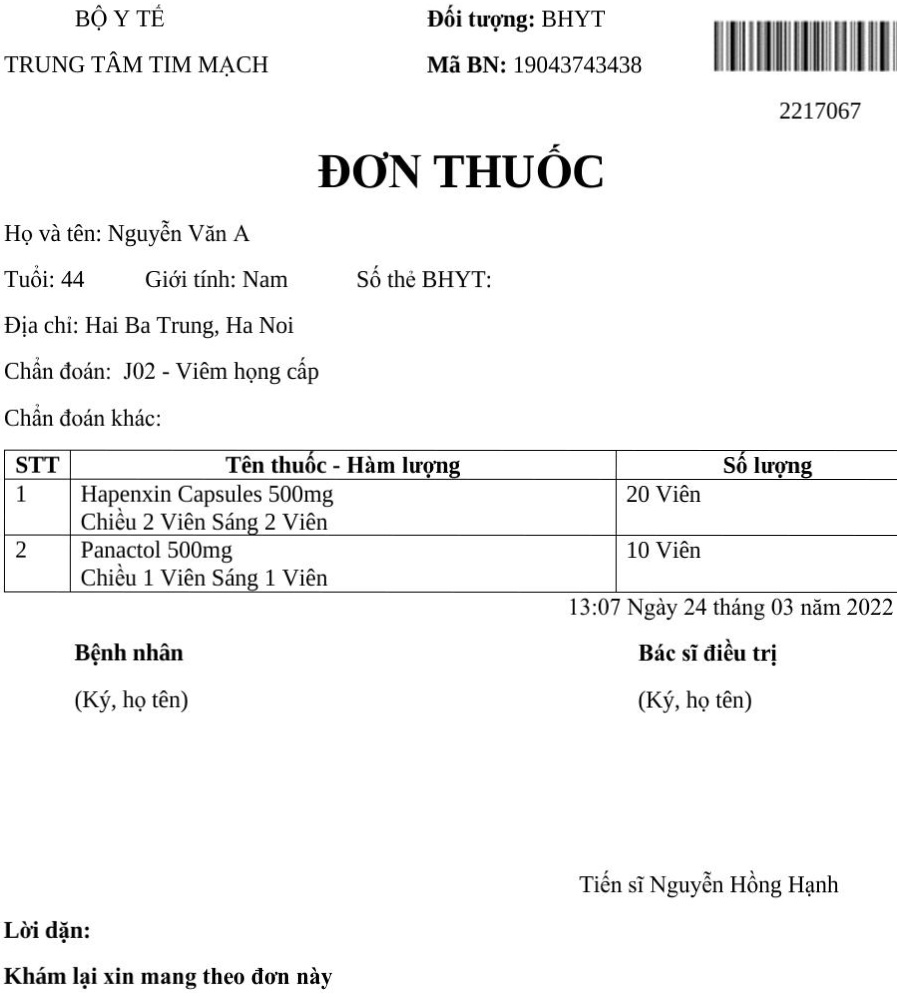 BỘ Y TẾ
Đối tượng: BHYT
TRUNG TÂM TIM MẠCH
Mã BN: 19043743438
2217067
ĐƠN THUỐC
Họ và tên: Nguyễn Văn A
Tuổi: 44 Giới tính: Nam Số thẻ BHYT:
Địa chỉ: Hai Ba Trung, Ha Noi
Chẩn đoán: J02 - Viêm họng cấp
Chẩn đoán khác:
STT Tên thuốc - Hàm lượng Số lượng
1 Hapenxin Capsules 500mg 20 Viên
Chiều 2 Viên Sáng 2 Viên
2 Panactol 500mg 10 Viên
Chiều 1 Viên Sáng 1 Viên
13:07 Ngày 24 tháng 03 năm 2022
Bệnh nhân Bác sĩ điều trị
(Ký, họ tên) (Ký, họ tên)
Tiến sĩ Nguyễn Hồng Hạnh
Lời dặn:
Khám lại xin mang theo đơn này